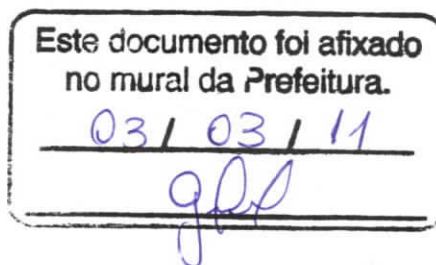 Este documento foi afixado
no mural da Prefeitura.
03 / 03 / 11